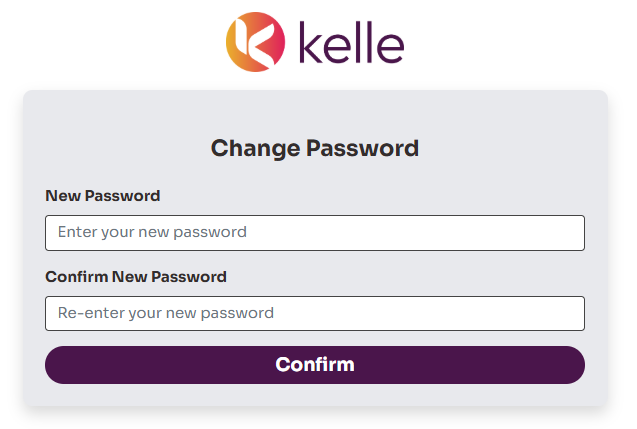 kelle
Change Password
New Password
Enter your new password
Confirm New Password
Re-enter your new password
Confirm